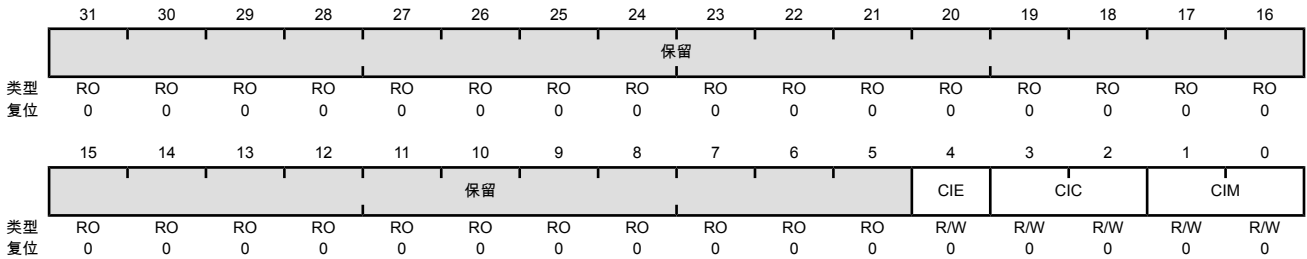 31 30 29 28 27 26 25 24 23 22 21 20 19 18 17 16
保留
类型 RO RO RO RO RO RO RO RO RO RO RO RO RO RO RO RO
复位 0 0 0 0 0 0 0 0 0 0 0 0 0 0 0 0
15 14 13 12 11 10 9 8 7 6 5 4 3 2 1 0
保留 CIE CIC CIM
类型 RO RO RO RO RO RO RO RO RO RO RO R/W R/W R/W R/W R/W
复位 0 0 0 0 0 0 0 0 0 0 0 0 0 0 0 0